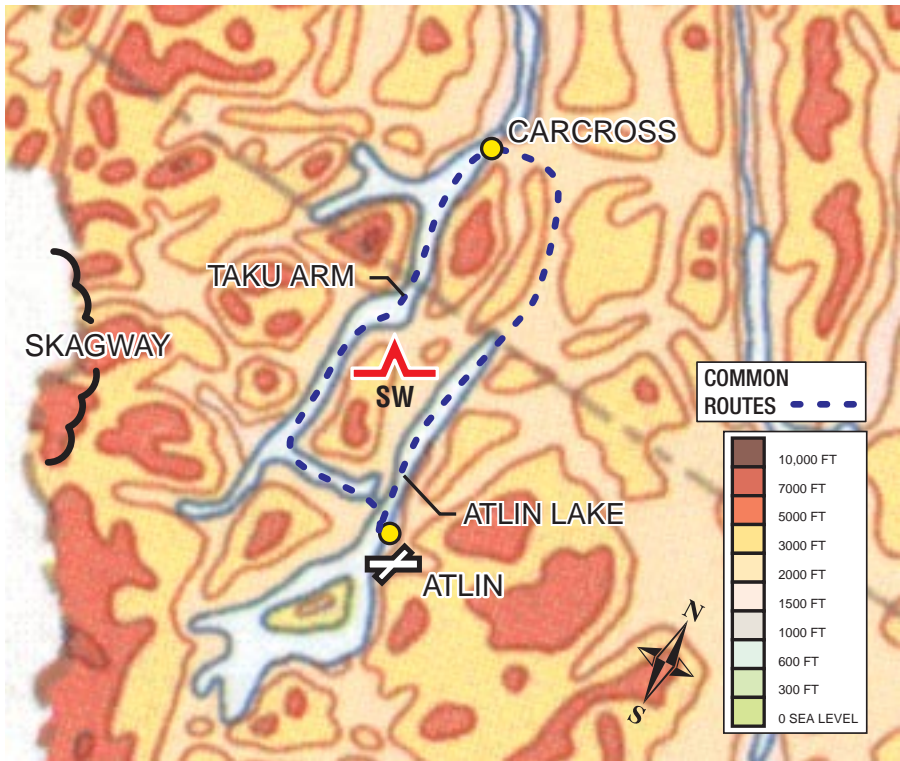 CARCROSS
TAKU ARM
SKAGWAY
SW
COMMON
ROUTES
10,000 FT
7000 FT
5000 FT
3000 FT
2000 FT
1500 FT
1000 FT
600 FT
300 FT
0 SEA LEVEL
ATLIN LAKE
ATLIN
N
S